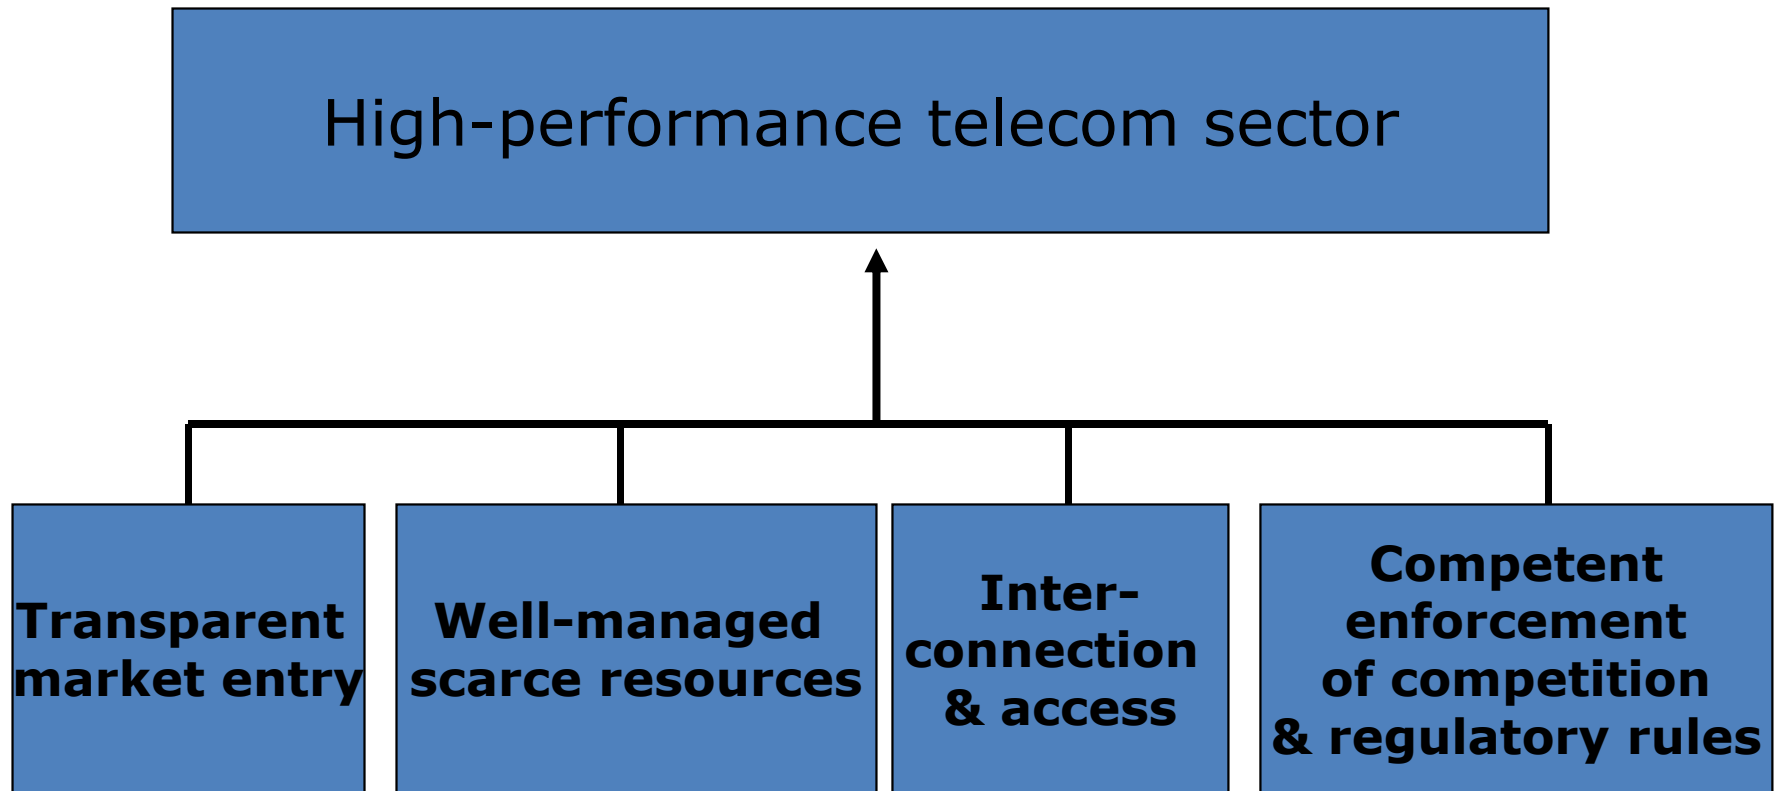 High-performance telecom sector
Transparent
market entry
Well-managed
scarce resources
Inter-
connection
& access
Competent
enforcement
of competition
& regulatory rules